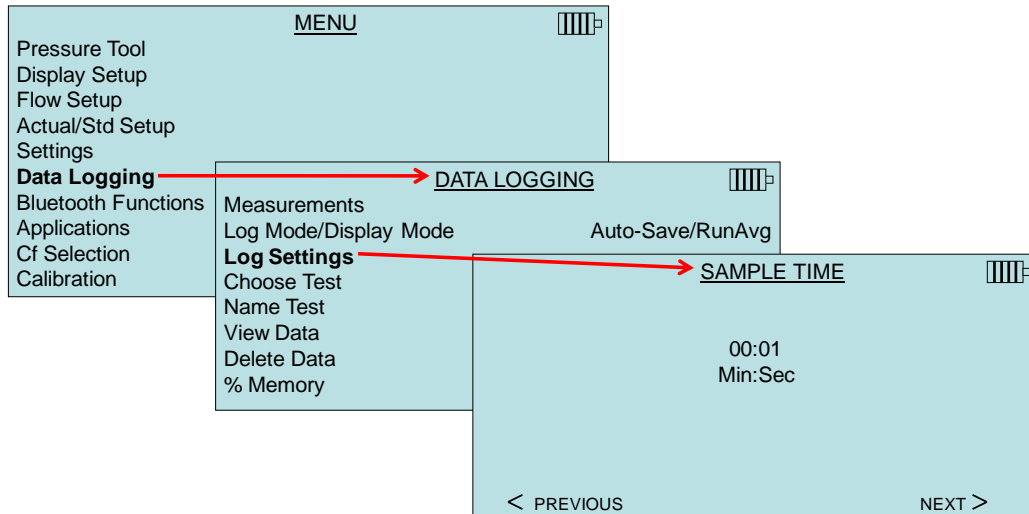 MENU
Pressure Tool
Display Setup
Flow Setup
Actual/Std Setup
Settings
Data Logging
Bluetooth Functions
Applications
Cf Selection
Calibration
DATA LOGGING
Measurements
Log Mode/Display Mode Auto-Save/RunAvg
Log Settings
Choose Test
Name Test
View Data
Delete Data
% Memory
SAMPLE TIME
00:01
Min:Sec
< PREVIOUS NEXT >